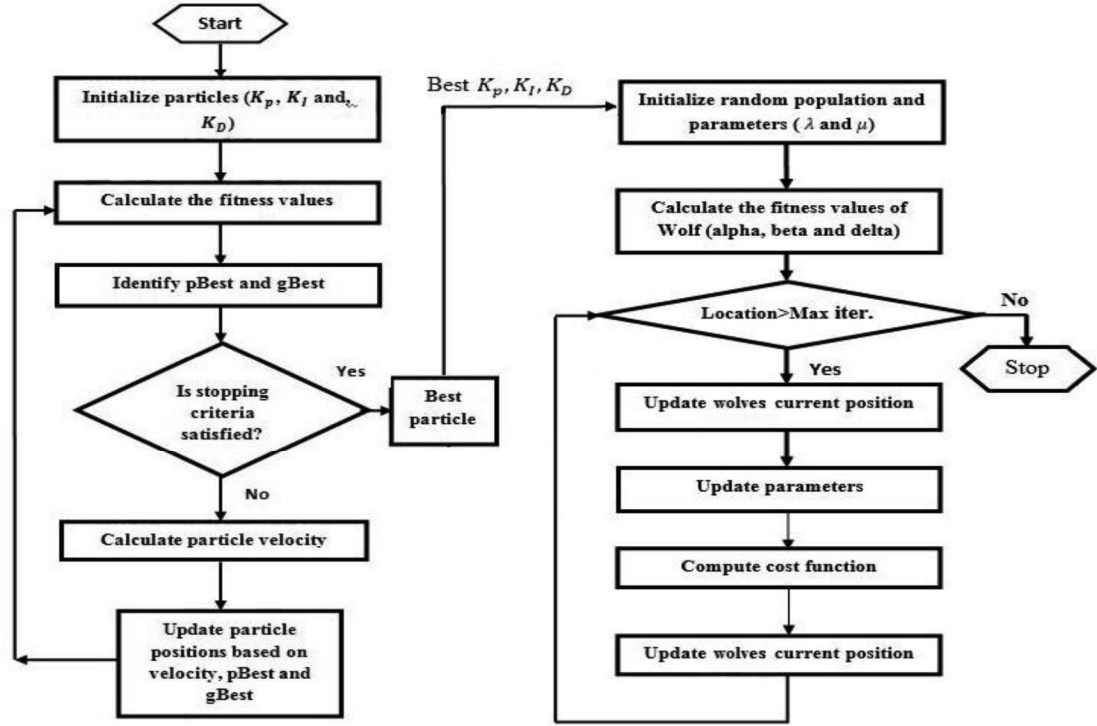 Start
Initialize particles (K_p, K_I and,
K_D)
Calculate the fitness values
Identify pBest and gBest
Is stopping
criteria
satisfied?
Yes
No
Best
particle
Calculate particle velocity
Update particle
positions based on
velocity, pBest and
gBest
Best K_p, K_I, K_D
Initialize random population and
parameters ( λ and μ)
Calculate the fitness values of
Wolf (alpha, beta and delta)
Location>Max iter.
No
Stop
Yes
Update wolves current position
Update parameters
Compute cost function
Update wolves current position